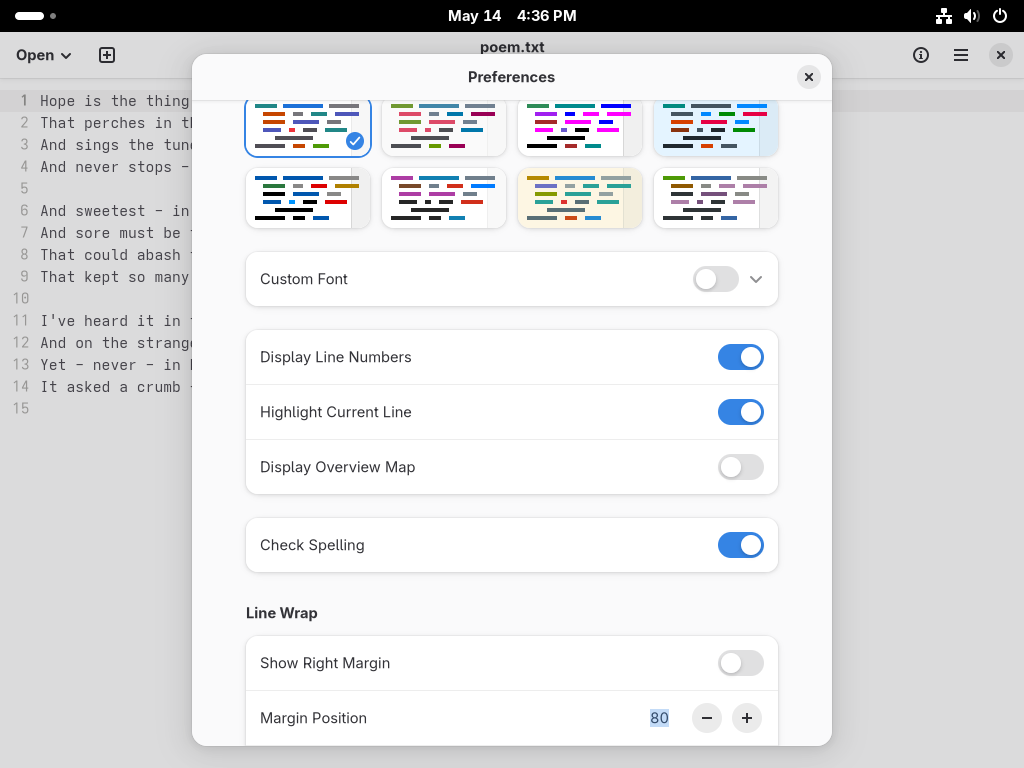 May 14 4:36 PM
Open
poem.txt
Preferences
1 Hope is the thing
2 That perches in
3 And sings the
4 And never stops –
5
6 And sweetest – in
7 And sore must be
8 That could abash
9 That kept so many
10
11 I've heard it in
12 And on the
13 Yet – never – in
14 It asked a crumb
15
Custom Font
Display Line Numbers
Highlight Current Line
Display Overview Map
Check Spelling
Line Wrap
Show Right Margin
Margin Position 80